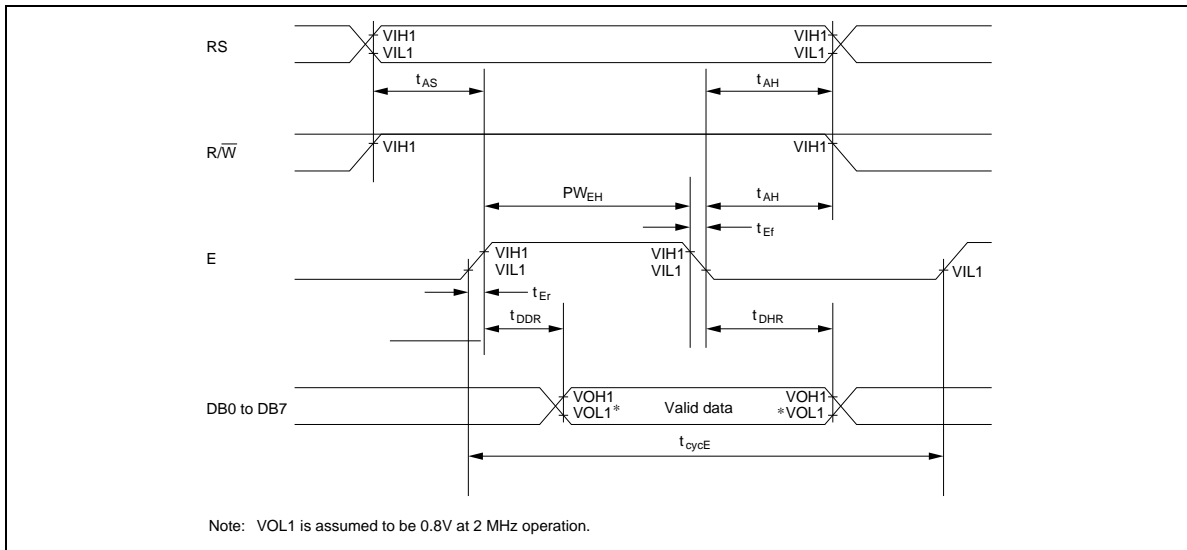 RS
VIH1
VIL1
VIH1
VIL1
tAS
tAH
R/W̅
VIH1
VIH1
PWEH
tAH
tEf
E
VIH1
VIL1
VIH1
VIL1
VIL1
tEr
tDDR
tDHR
DB0 to DB7
VOH1
VOL1*
Valid data
VOH1
*VOL1
tcycE
Note: VOL1 is assumed to be 0.8V at 2 MHz operation.